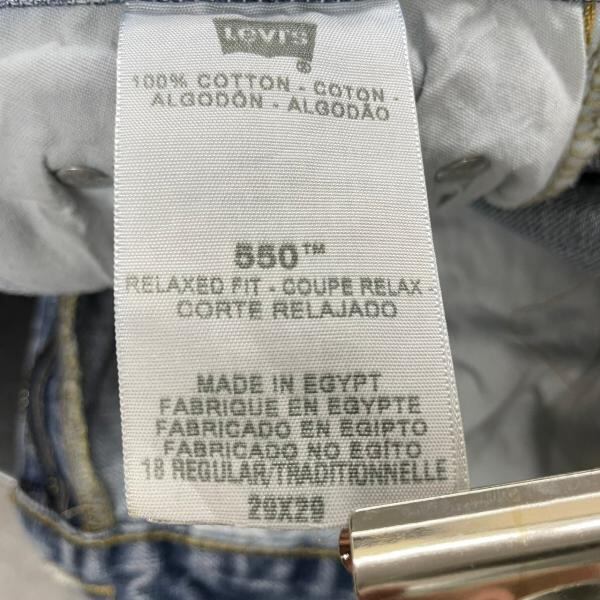 Levi's
®
100% COTTON - COTON -
ALGODÓN - ALGODÃO
550™
RELAXED FIT - COUPE RELAX -
CORTE RELAJADO
MADE IN EGYPT
FABRIQUE EN EGYPTE
FABRICADO EN EGIPTO
FABRICADO NO EGÍTO
18 REGULAR/TRADITIONNELLE
29X29